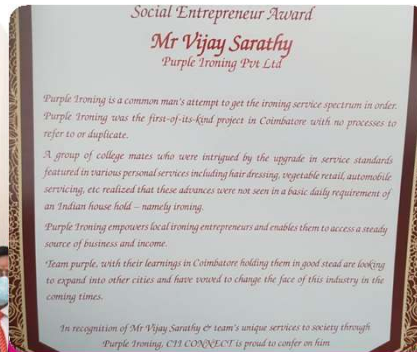 Social Entrepreneur Award
Mr Vijay Sarathy
Purple Ironing Pvt Ltd
Purple Ironing is a common man's attempt to get the ironing service spectrum in order.
Purple Ironing was the first-of-its-kind project in Coimbatore with no processes to
refer to or duplicate.
A group of college mates who were intrigued by the upgrade in service standards
featured in various personal services including hair dressing, vegetable retail, automobile
servicing, etc realized that these advances were not seen in a basic daily requirement of
an Indian house hold – namely ironing.
Purple Ironing empowers local ironing entrepreneurs and enables them to access a steady
source of business and income.
Team purple, with their learnings in Coimbatore holding them in good stead are looking
to expand into other cities and have vowed to change the face of this industry in the
coming times.
In recognition of Mr Vijay Sarathy & team's unique services to society through
Purple Ironing, CII CONNECT is proud to confer on him